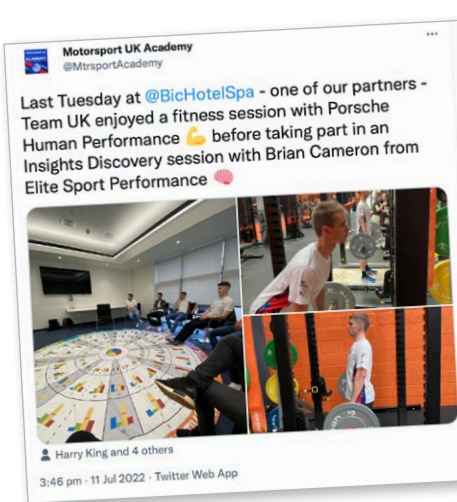 Motorsport UK Academy
@MtrsportAcademy
Last Tuesday at @BicHotelSpa - one of our partners -
Team UK enjoyed a fitness session with Porsche
Human Performance 💪 before taking part in an
Insights Discovery session with Brian Cameron from
Elite Sport Performance 🧠
Harry King and 4 others
3:46 pm · 11 Jul 2022 · Twitter Web App